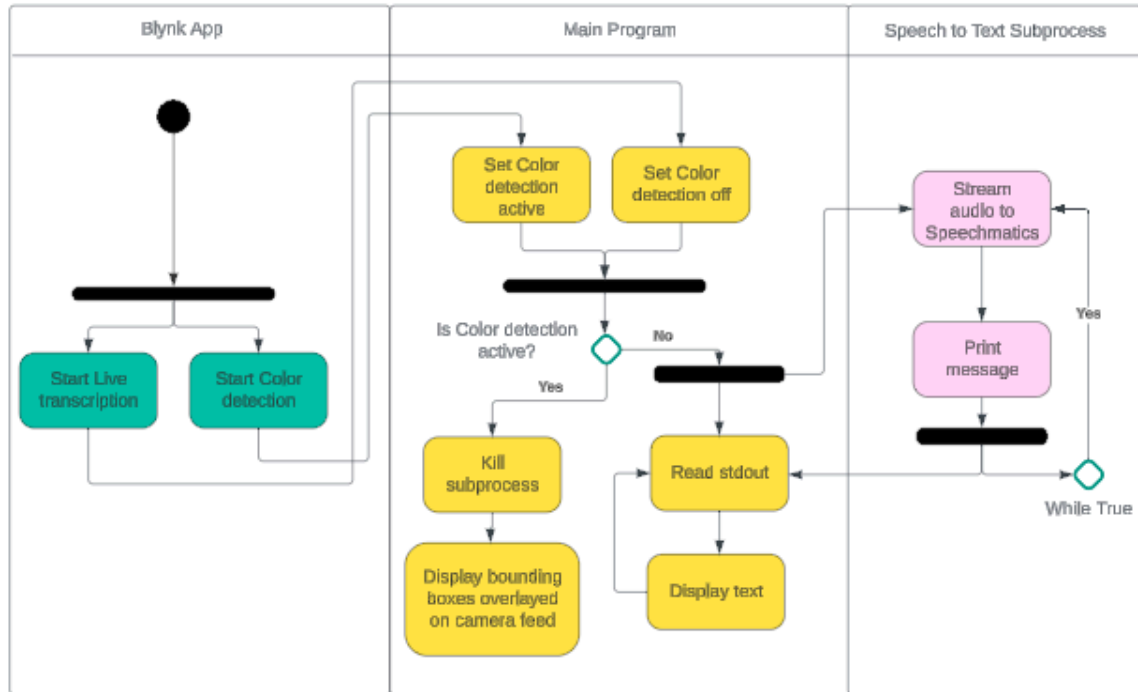 Blynk App
Main Program
Speech to Text Subprocess
Set Color
detection
active
Set Color
detection off
Stream
audio to
Speechmatics
Is Color detection
active?
No
Yes
Yes
Print
message
Start Live
transcription
Start Color
detection
Kill
subprocess
Read stdout
While True
Display bounding
boxes overlayed
on camera feed
Display text